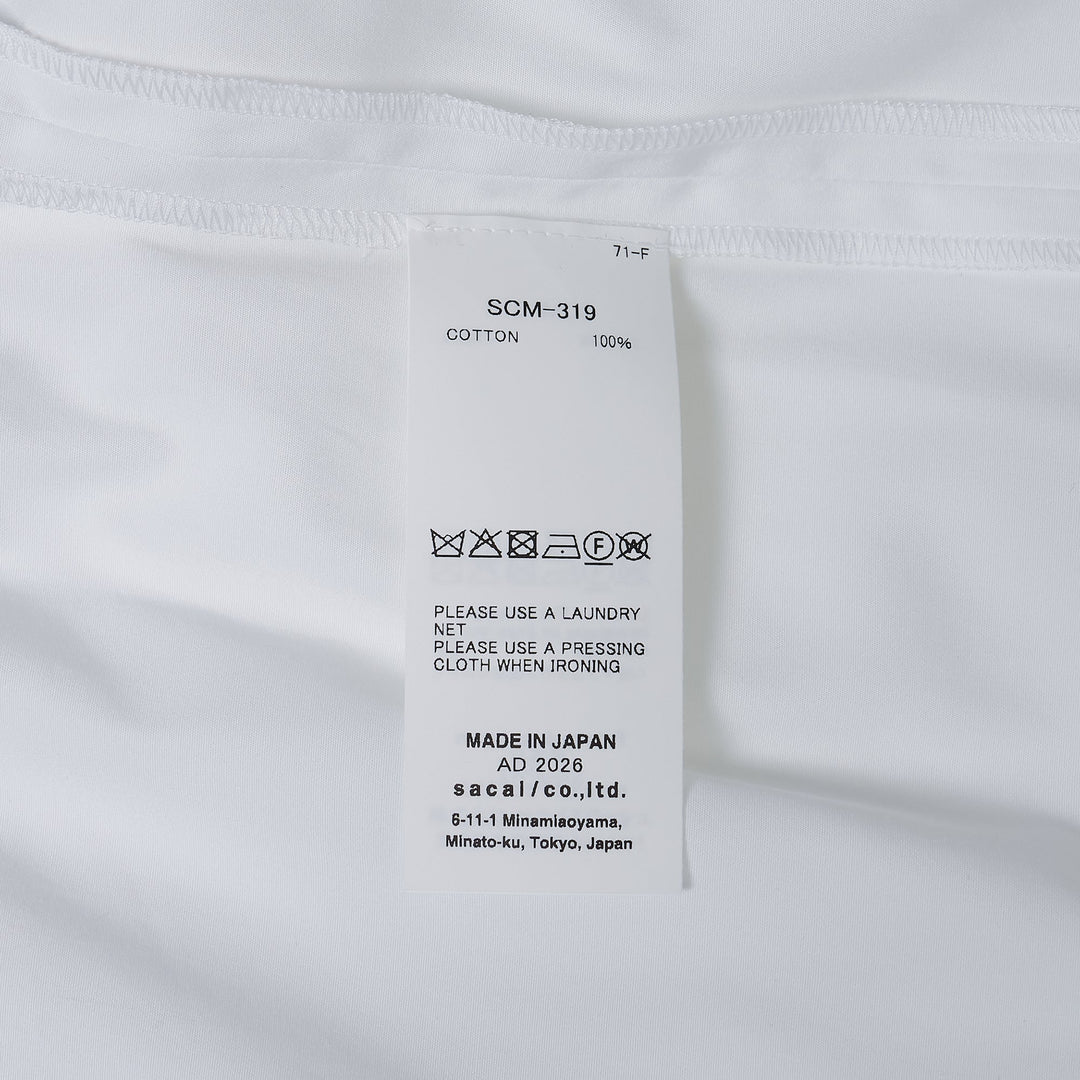 71-F
SCM-319
COTTON 100%
F W
PLEASE USE A LAUNDRY
NET
PLEASE USE A PRESSING
CLOTH WHEN IRONING
MADE IN JAPAN
AD 2026
sacai/co.,ltd.
6-11-1 Minamiaoyama,
Minato-ku, Tokyo, Japan